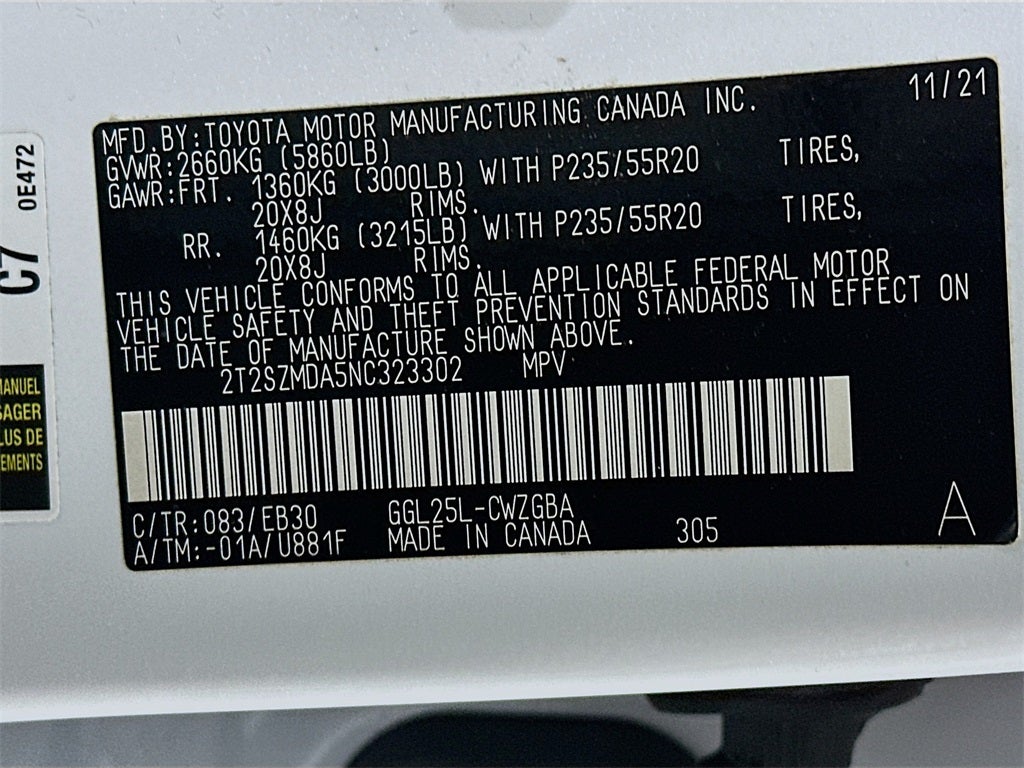 MFD.BY:TOYOTA MOTOR MANUFACTURING CANADA INC. 11/21
GVWR:2660KG (5860LB)
GAWR:FRT. 1360KG (3000LB) WITH P235/55R20 TIRES,
20X8J RIMS.
RR. 1460KG (3215LB) WITH P235/55R20 TIRES,
20X8J RIMS.
THIS VEHICLE CONFORMS TO ALL APPLICABLE FEDERAL MOTOR
VEHICLE SAFETY AND THEFT PREVENTION STANDARDS IN EFFECT ON
THE DATE OF MANUFACTURE SHOWN ABOVE.
2T2SZMDA5NC323302 MPV
C/TR:083/EB30 GGL25L-CWZGBA
A/TM:-01A/U881F MADE IN CANADA 305 A
0E472
C7
MANUEL
LUS DE